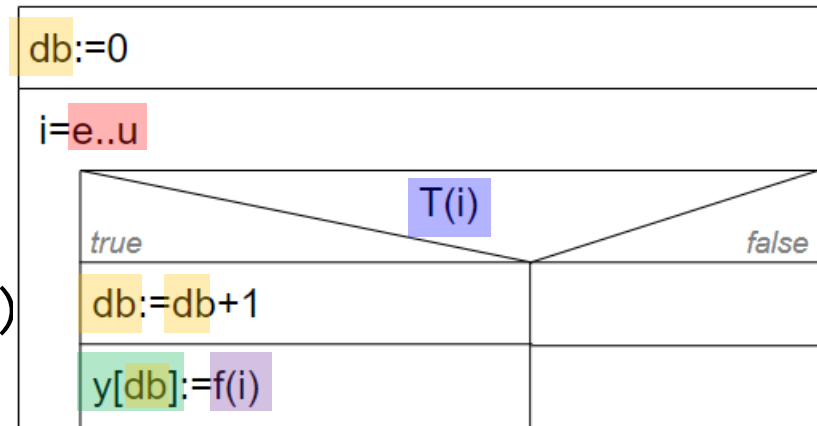 db:=0
i=e..u
T(i)
true false
)
db:=db+1
y[db]:=f(i)